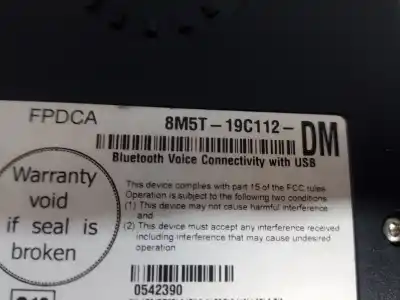 FPDCA 8M5T-19C112-DM
Bluetooth Voice Connectivity with USB
Warranty
void
if seal is
broken
This device complies with part 15 of the FCC rules
Operation is subject to the following two conditions
(1) This device may not cause harmful interference
and
(2) This device must accept any interference received
including interference that may cause undesired
operation
0542390